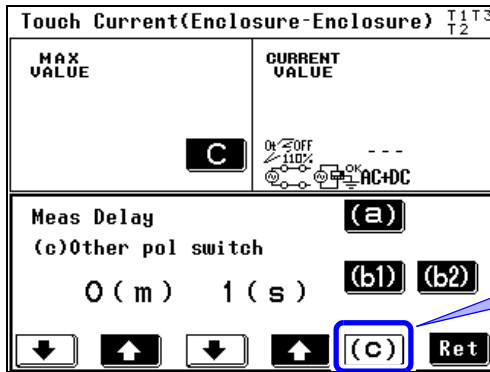 Touch Current(Enclosure-Enclosure) T1T3
T2
MAX
VALUE
CURRENT
VALUE
C
OFF
110%
OK
---
AC+DC
Meas Delay
(a)
(c)Other pol switch
(b1) (b2)
0 ( m ) 1 ( s )
(c) Ret